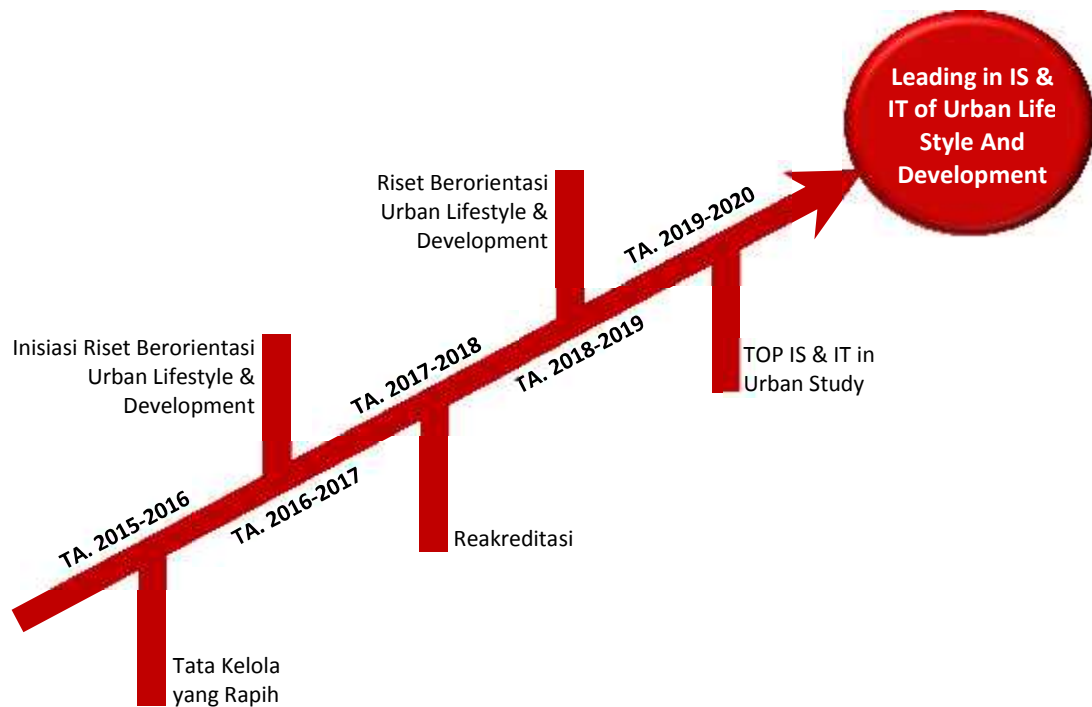 Leading in IS &
IT of Urban Life
Style And
Development
Riset Berorientasi
Urban Lifestyle &
Development
TA. 2019-2020
Inisiasi Riset Berorientasi
Urban Lifestyle &
Development
TA. 2017-2018
TA. 2018-2019
TOP IS & IT in
Urban Study
TA. 2015-2016
TA. 2016-2017
Reakreditasi
Tata Kelola
yang Rapih